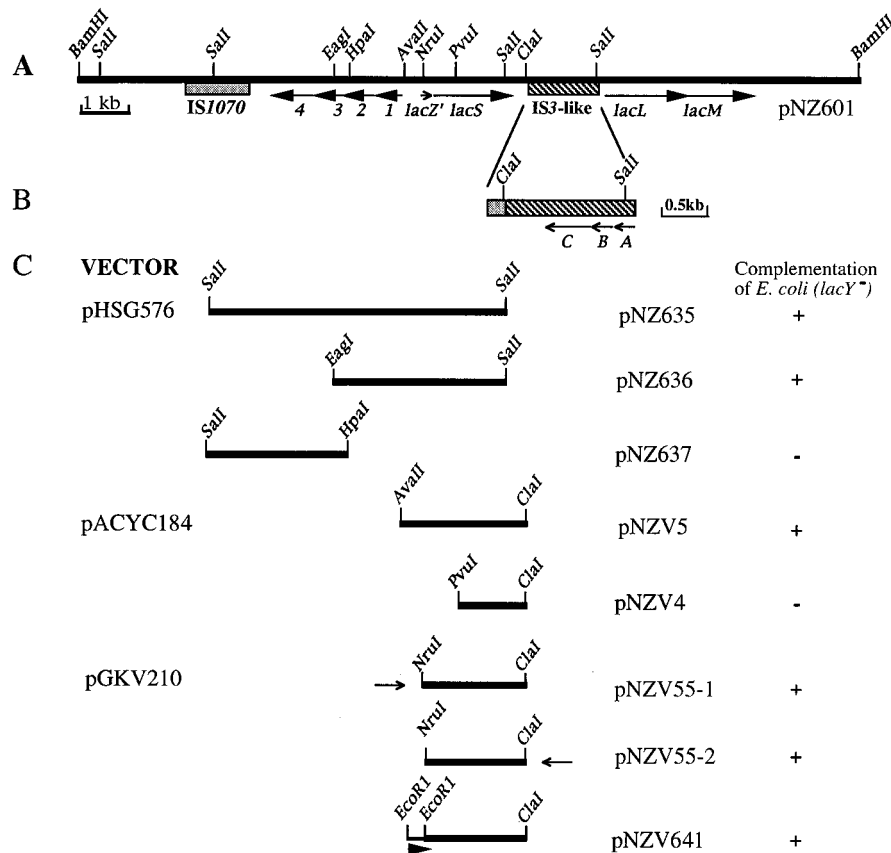 A
BamHI SalI SalI EagI HpaI AvaII NruI PvuI SalI ClaI SalI BamHI
1 kb IS1070 4 3 2 1 lacZ' lacS IS3-like lacL lacM pNZ601
B
ClaI SalI
C B A
0.5kb
C
VECTOR
Complementation
of E. coli (lacY⁻)
SalI SalI
pHSG576 pNZ635 +
EagI SalI
pNZ636 +
SalI HpaI
pNZ637 -
AvaII ClaI
pACYC184 pNZV5 +
PvuI ClaI
pNZV4 -
NruI ClaI
pGKV210 pNZV55-1 +
NruI ClaI
pNZV55-2 +
EcoR1 EcoR1 ClaI
pNZV641 +